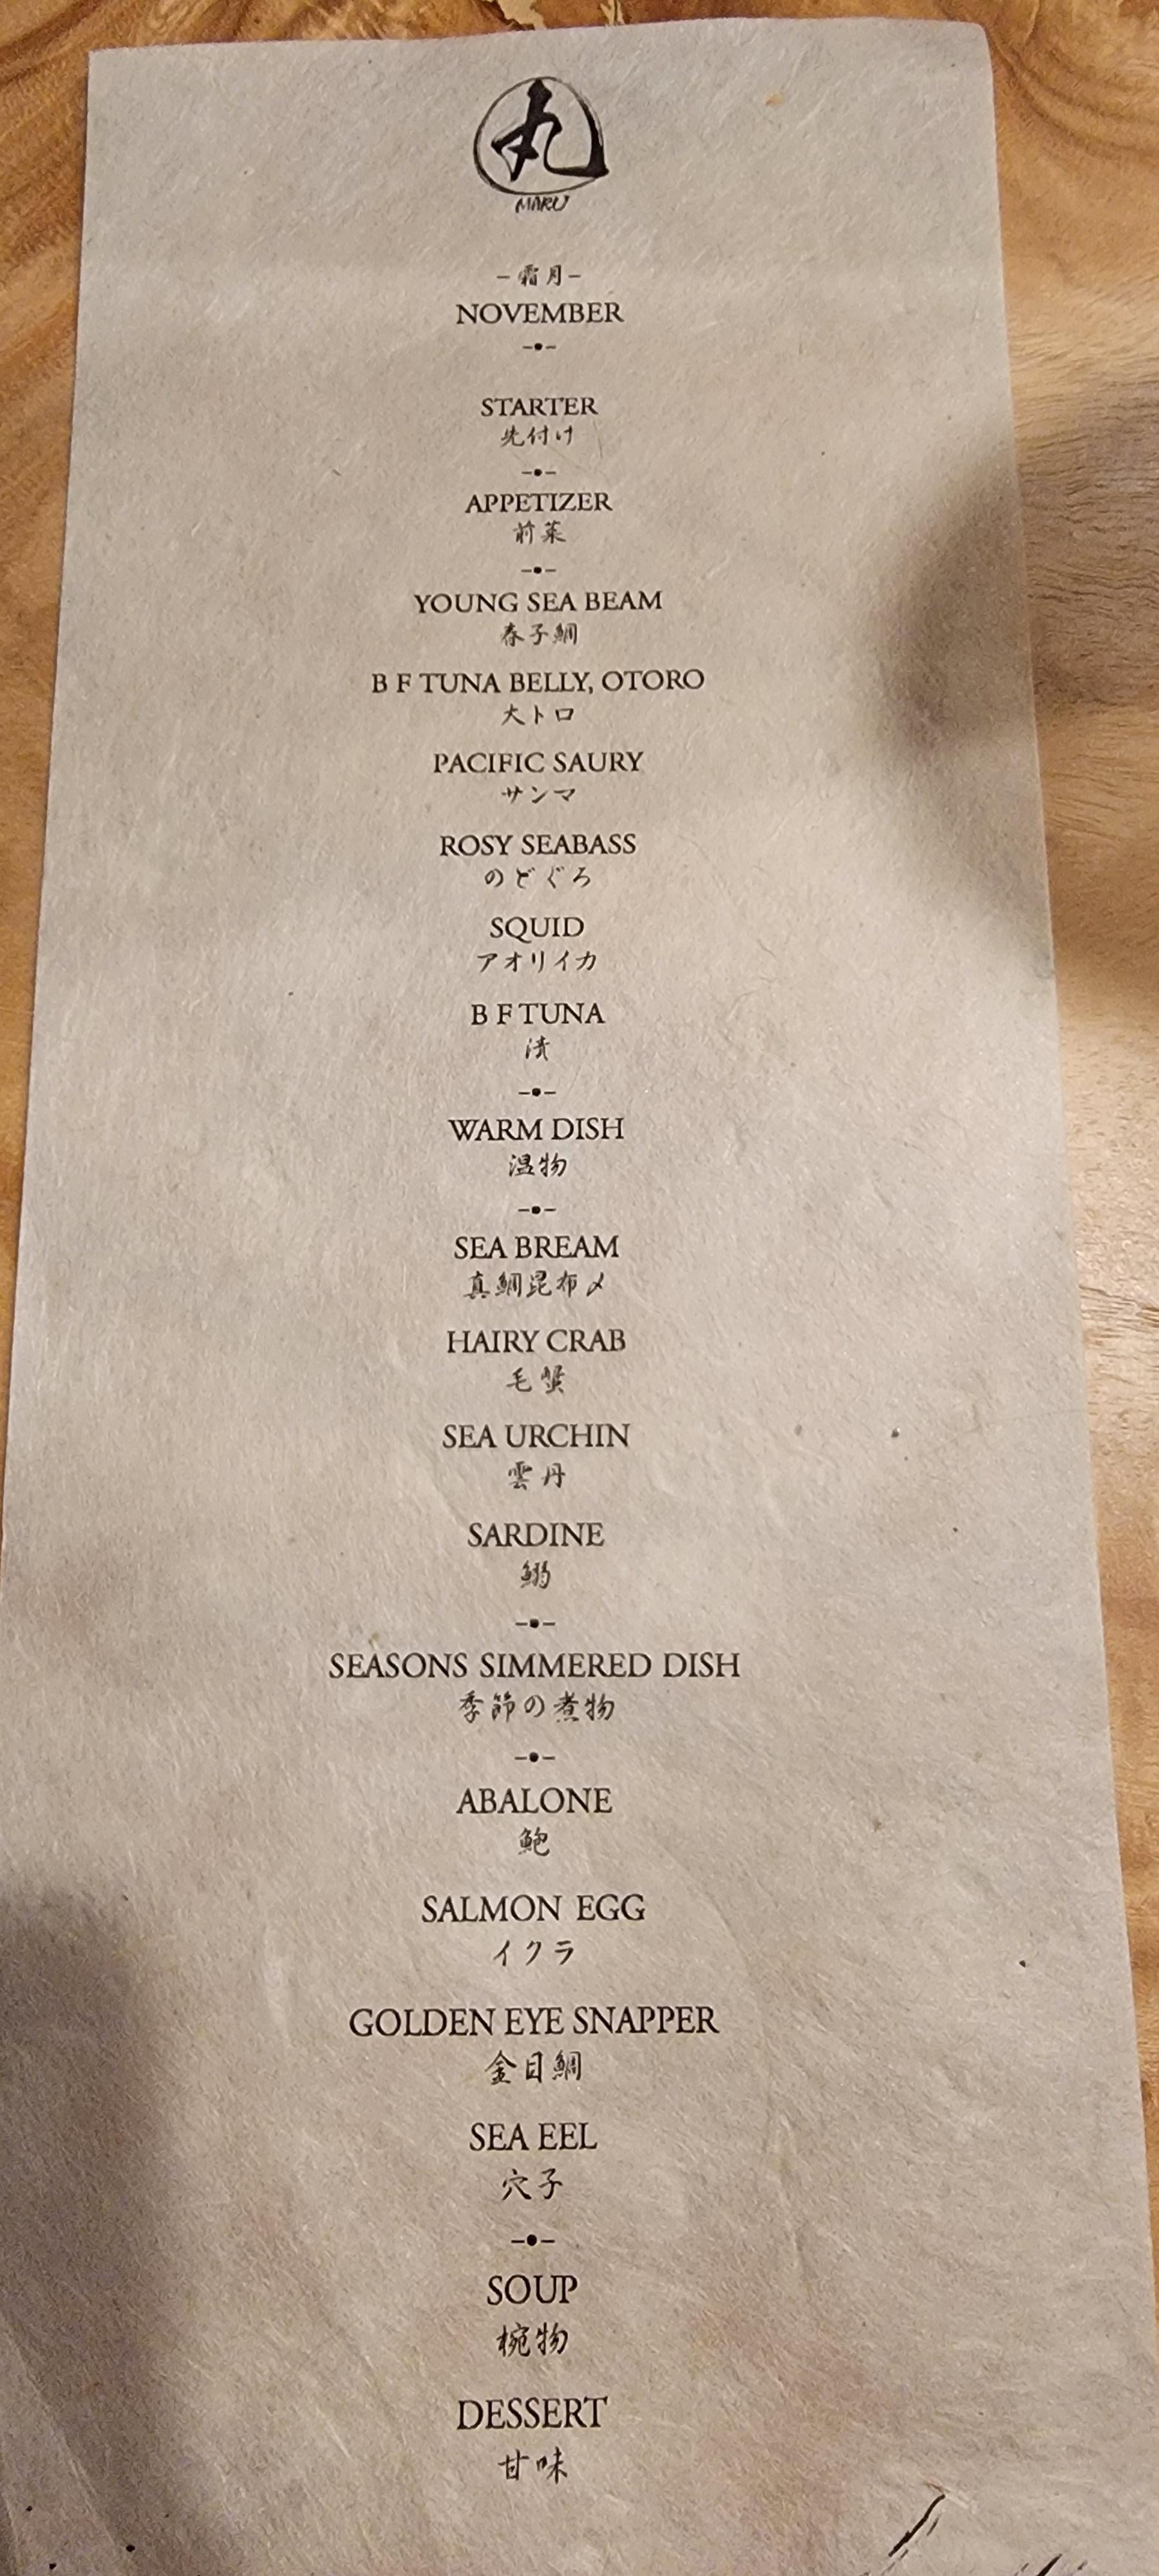 丸
MARU
-霜月-
NOVEMBER
STARTER
先付け
APPETIZER
前菜
YOUNG SEA BEAM
春子鯛
B F TUNA BELLY, OTORO
大トロ
PACIFIC SAURY
サンマ
ROSY SEABASS
のどぐろ
SQUID
アオリイカ
B F TUNA
漬
WARM DISH
温物
SEA BREAM
真鯛昆布〆
HAIRY CRAB
毛蟹
SEA URCHIN
雲丹
SARDINE
鰯
SEASONS SIMMERED DISH
季節の煮物
ABALONE
鮑
SALMON EGG
イクラ
GOLDEN EYE SNAPPER
金目鯛
SEA EEL
穴子
SOUP
椀物
DESSERT
甘味